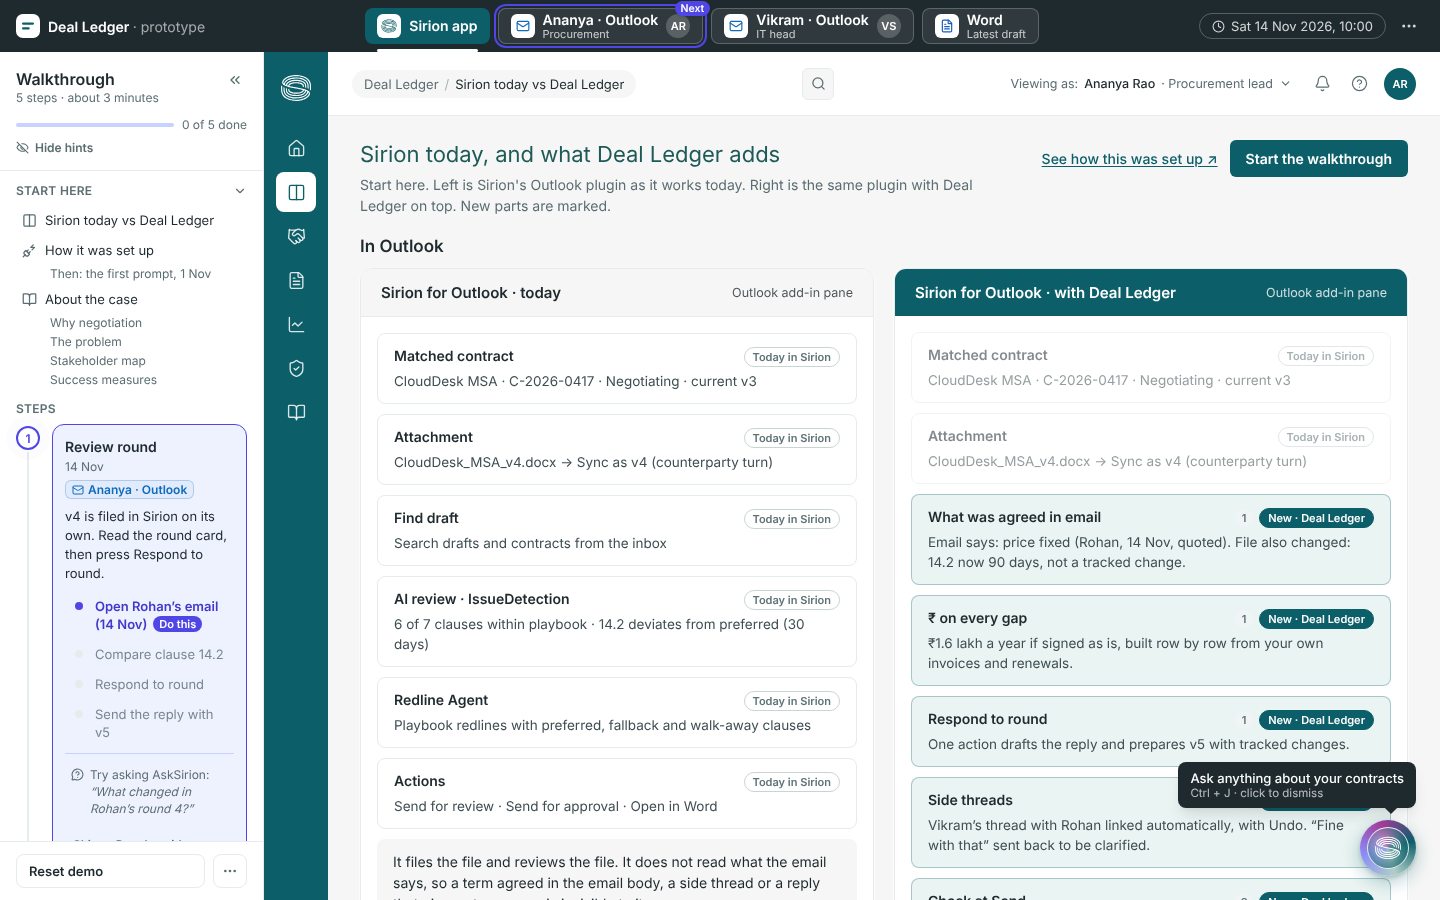 Deal Ledger · prototype
Sirion app
Ananya · Outlook
Procurement
AR
Next
Vikram · Outlook
IT head
VS
Word
Latest draft
Sat 14 Nov 2026, 10:00
Walkthrough
5 steps · about 3 minutes
0 of 5 done
Hide hints
START HERE
Sirion today vs Deal Ledger
How it was set up
Then: the first prompt, 1 Nov
About the case
Why negotiation
The problem
Stakeholder map
Success measures
STEPS
1
Review round
14 Nov
Ananya · Outlook
v4 is filed in Sirion on its
own. Read the round card,
then press Respond to
round.
Open Rohan's email
(14 Nov) Do this
Compare clause 14.2
Respond to round
Send the reply with
v5
Try asking AskSirion:
“What changed in
Rohan's round 4?”
Reset demo
Deal Ledger / Sirion today vs Deal Ledger
Viewing as: Ananya Rao · Procurement lead
AR
Sirion today, and what Deal Ledger adds
Start here. Left is Sirion's Outlook plugin as it works today. Right is the same plugin with Deal
Ledger on top. New parts are marked.
See how this was set up ↗
Start the walkthrough
In Outlook
Sirion for Outlook · today
Outlook add-in pane
Matched contract
Today in Sirion
CloudDesk MSA · C-2026-0417 · Negotiating · current v3
Attachment
Today in Sirion
CloudDesk_MSA_v4.docx → Sync as v4 (counterparty turn)
Find draft
Today in Sirion
Search drafts and contracts from the inbox
AI review · IssueDetection
Today in Sirion
6 of 7 clauses within playbook · 14.2 deviates from preferred (30
days)
Redline Agent
Today in Sirion
Playbook redlines with preferred, fallback and walk-away clauses
Actions
Today in Sirion
Send for review · Send for approval · Open in Word
It files the file and reviews the file. It does not read what the email
says, so a term agreed in the email body, a side thread or a reply
Sirion for Outlook · with Deal Ledger
Outlook add-in pane
Matched contract
Today in Sirion
CloudDesk MSA · C-2026-0417 · Negotiating · current v3
Attachment
Today in Sirion
CloudDesk_MSA_v4.docx → Sync as v4 (counterparty turn)
What was agreed in email
1
New · Deal Ledger
Email says: price fixed (Rohan, 14 Nov, quoted). File also changed:
14.2 now 90 days, not a tracked change.
₹ on every gap
1
New · Deal Ledger
₹1.6 lakh a year if signed as is, built row by row from your own
invoices and renewals.
Respond to round
1
New · Deal Ledger
One action drafts the reply and prepares v5 with tracked changes.
Side threads
Vikram's thread with Rohan linked automatically, with Undo. “Fine
with that” sent back to be clarified.
Ask anything about your contracts
Ctrl + J · click to dismiss